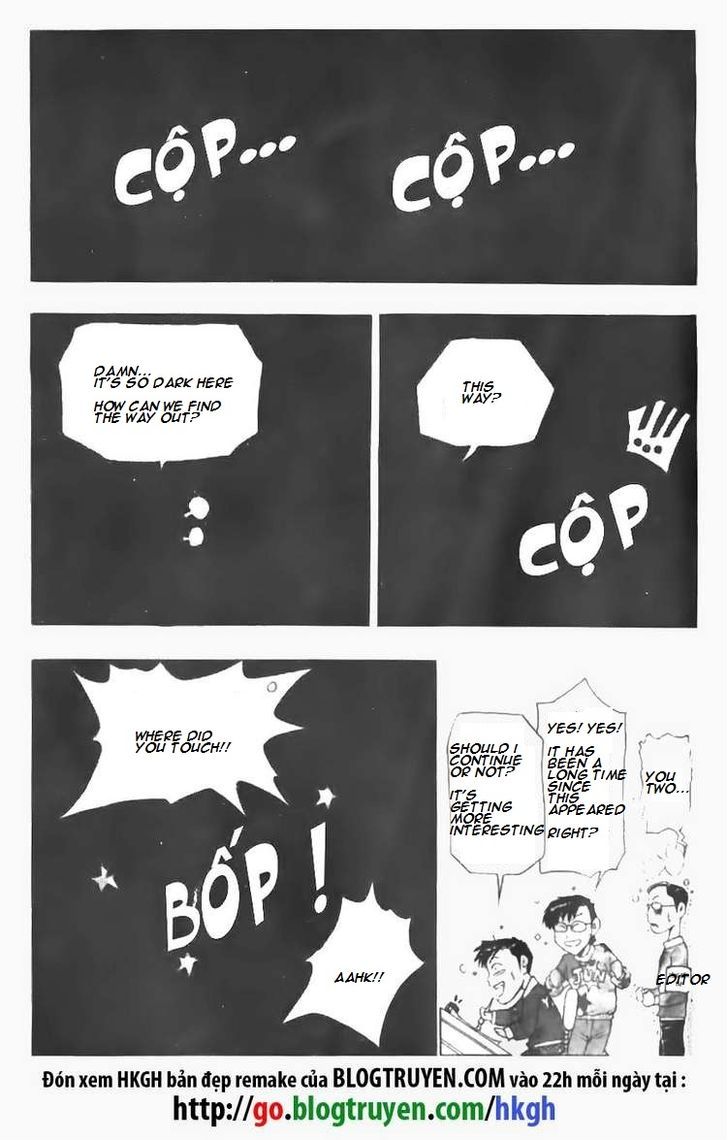 CỘP...
CỘP...
DAMN...
IT'S SO DARK HERE
HOW CAN WE FIND
THE WAY OUT?
THIS
WAY?
!!!
CỘP
WHERE DID
YOU TOUCH!!
BỐP!
AAHK!!
SHOULD I
CONTINUE
OR NOT?
IT'S
GETTING
MORE
INTERESTING
YES! YES!
IT HAS
BEEN A
LONG TIME
SINCE
THIS
APPEARED
RIGHT?
YOU
TWO...
EDITOR
Đón xem HKGH bản đẹp remake của BLOGTRUYEN.COM vào 22h mỗi ngày tại :
http://go.blogtruyen.com/hkgh